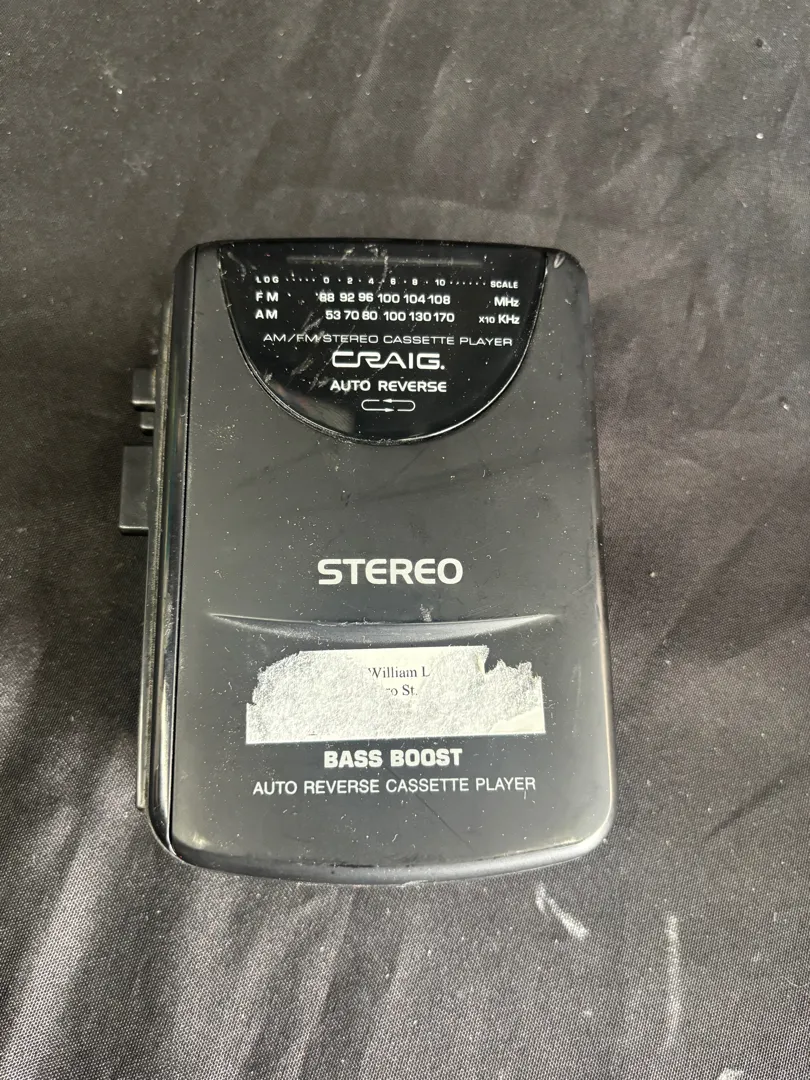 LOG 0 · 2 · 4 · 6 · 8 · 10 SCALE
FM 88 92 96 100 104 108 MHz
AM 53 70 80 100 130 170 x10 KHz
AM/FM STEREO CASSETTE PLAYER
CRAIG.
AUTO REVERSE
STEREO
William L
St.
BASS BOOST
AUTO REVERSE CASSETTE PLAYER